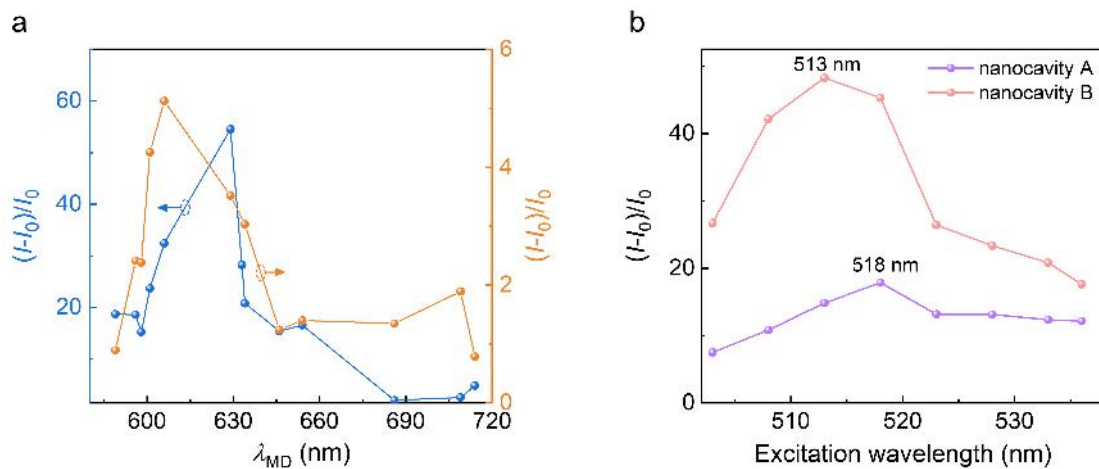 a
(I-I0)/I0
60
40
20
6
4
2
0
(I-I0)/I0
600
630
660
690
720
λMD (nm)
b
513 nm
518 nm
nanocavity A
nanocavity B
(I-I0)/I0
40
20
0
510
520
530
Excitation wavelength (nm)